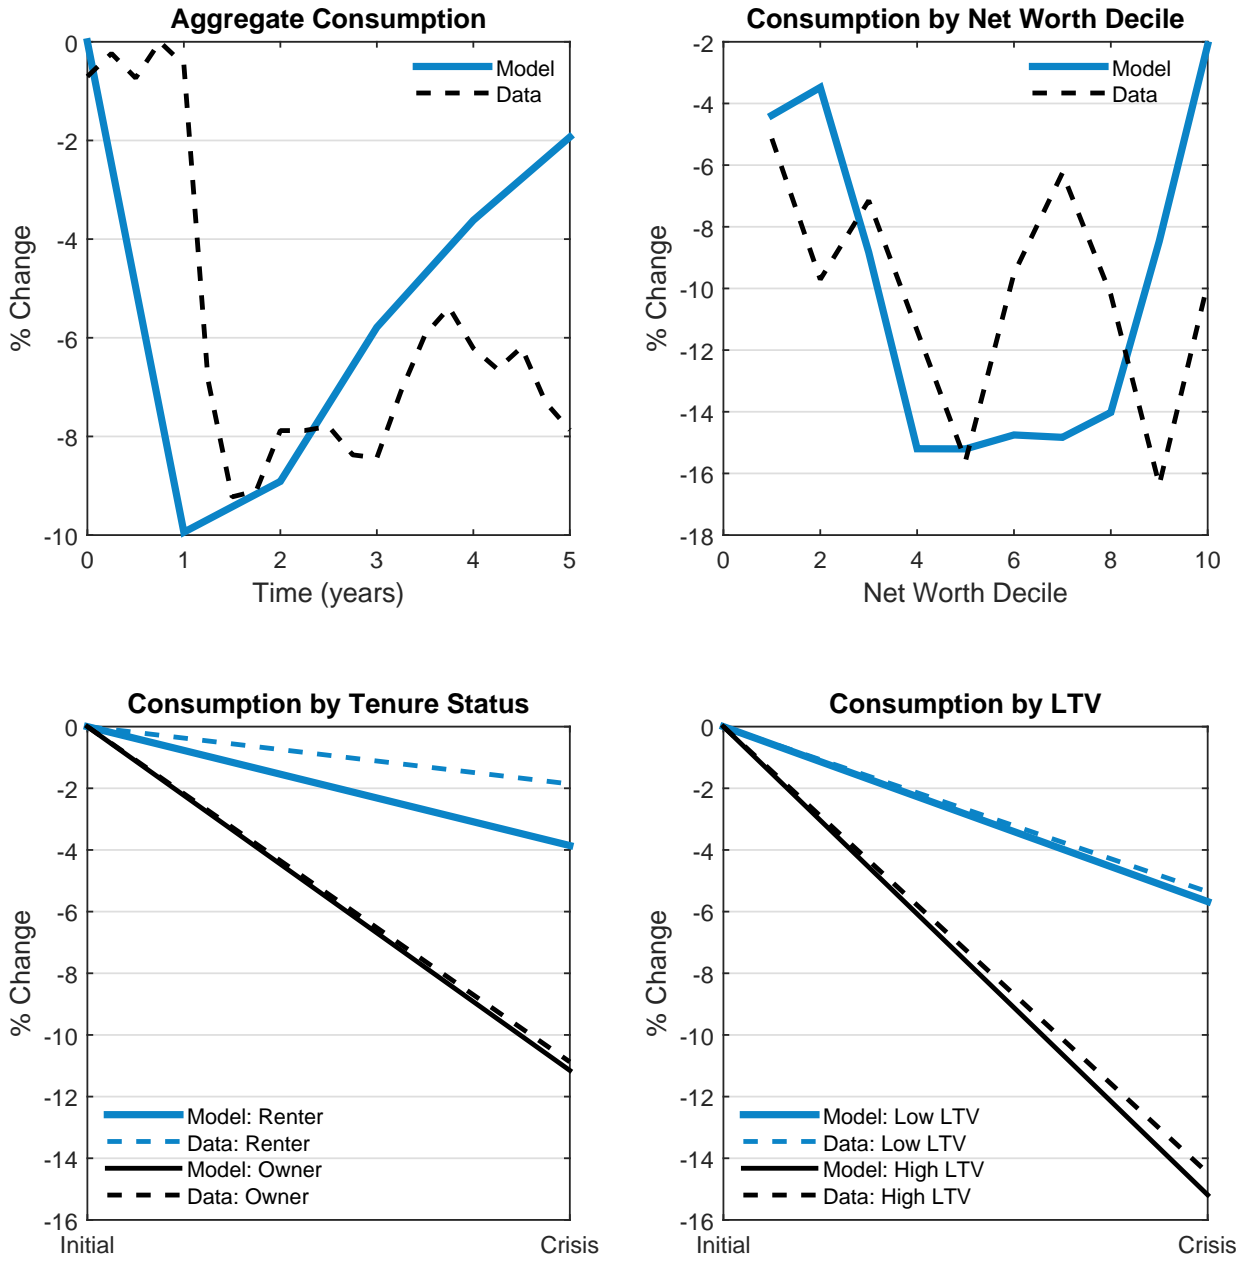 Aggregate Consumption
0
-2
-4
-6
-8
-10
% Change
Model
Data
0 1 2 3 4 5
Time (years)
Consumption by Net Worth Decile
-2
-4
-6
-8
-10
-12
-14
-16
-18
% Change
Model
Data
0 2 4 6 8 10
Net Worth Decile
Consumption by Tenure Status
0
-2
-4
-6
-8
-10
-12
-14
-16
% Change
Model: Renter
Data: Renter
Model: Owner
Data: Owner
Initial Crisis
Consumption by LTV
0
-2
-4
-6
-8
-10
-12
-14
-16
% Change
Model: Low LTV
Data: Low LTV
Model: High LTV
Data: High LTV
Initial Crisis